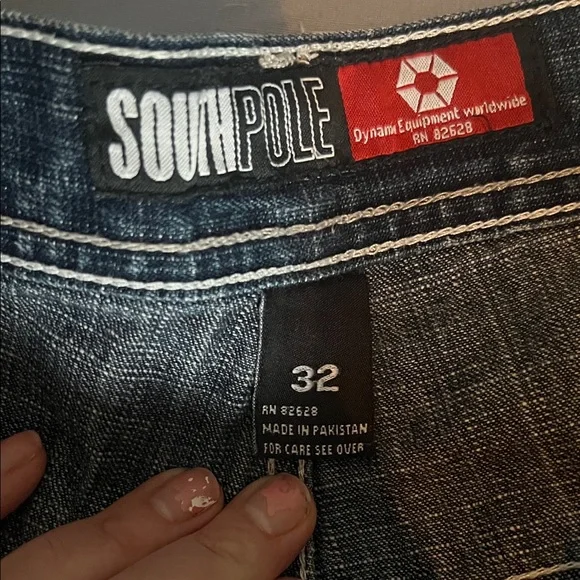 SOUTHPOLE
Dynamic Equipment worldwide
RN 82628
32
RN 82628
MADE IN PAKISTAN
FOR CARE SEE OVER